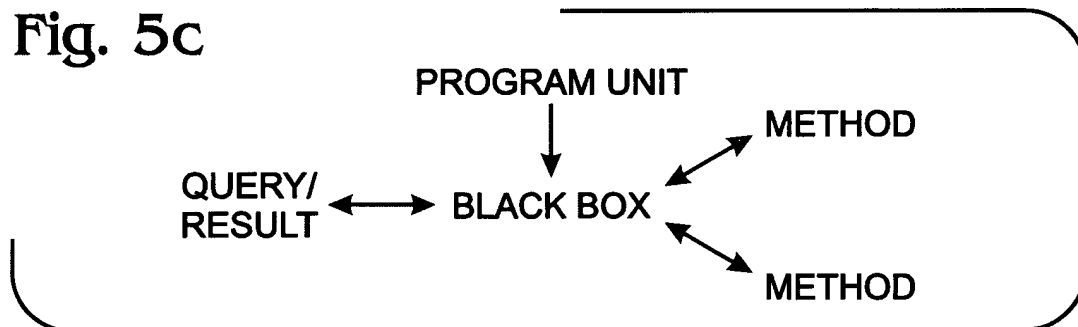 Fig. 5c
PROGRAM UNIT
METHOD
QUERY/
RESULT
BLACK BOX
METHOD